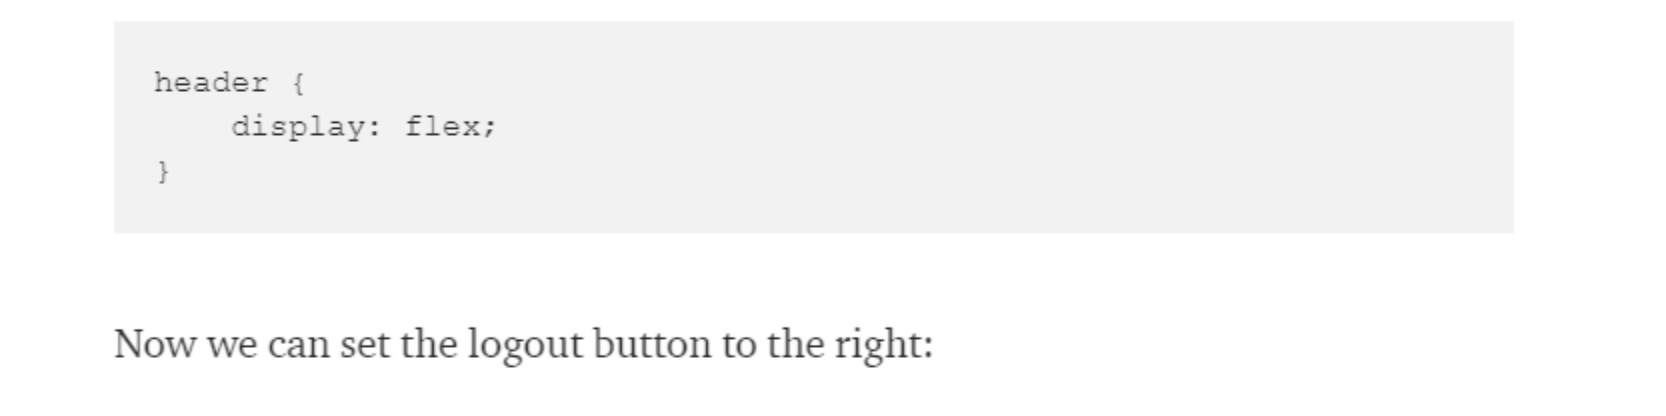 header {
    display: flex;
}
Now we can set the logout button to the right: